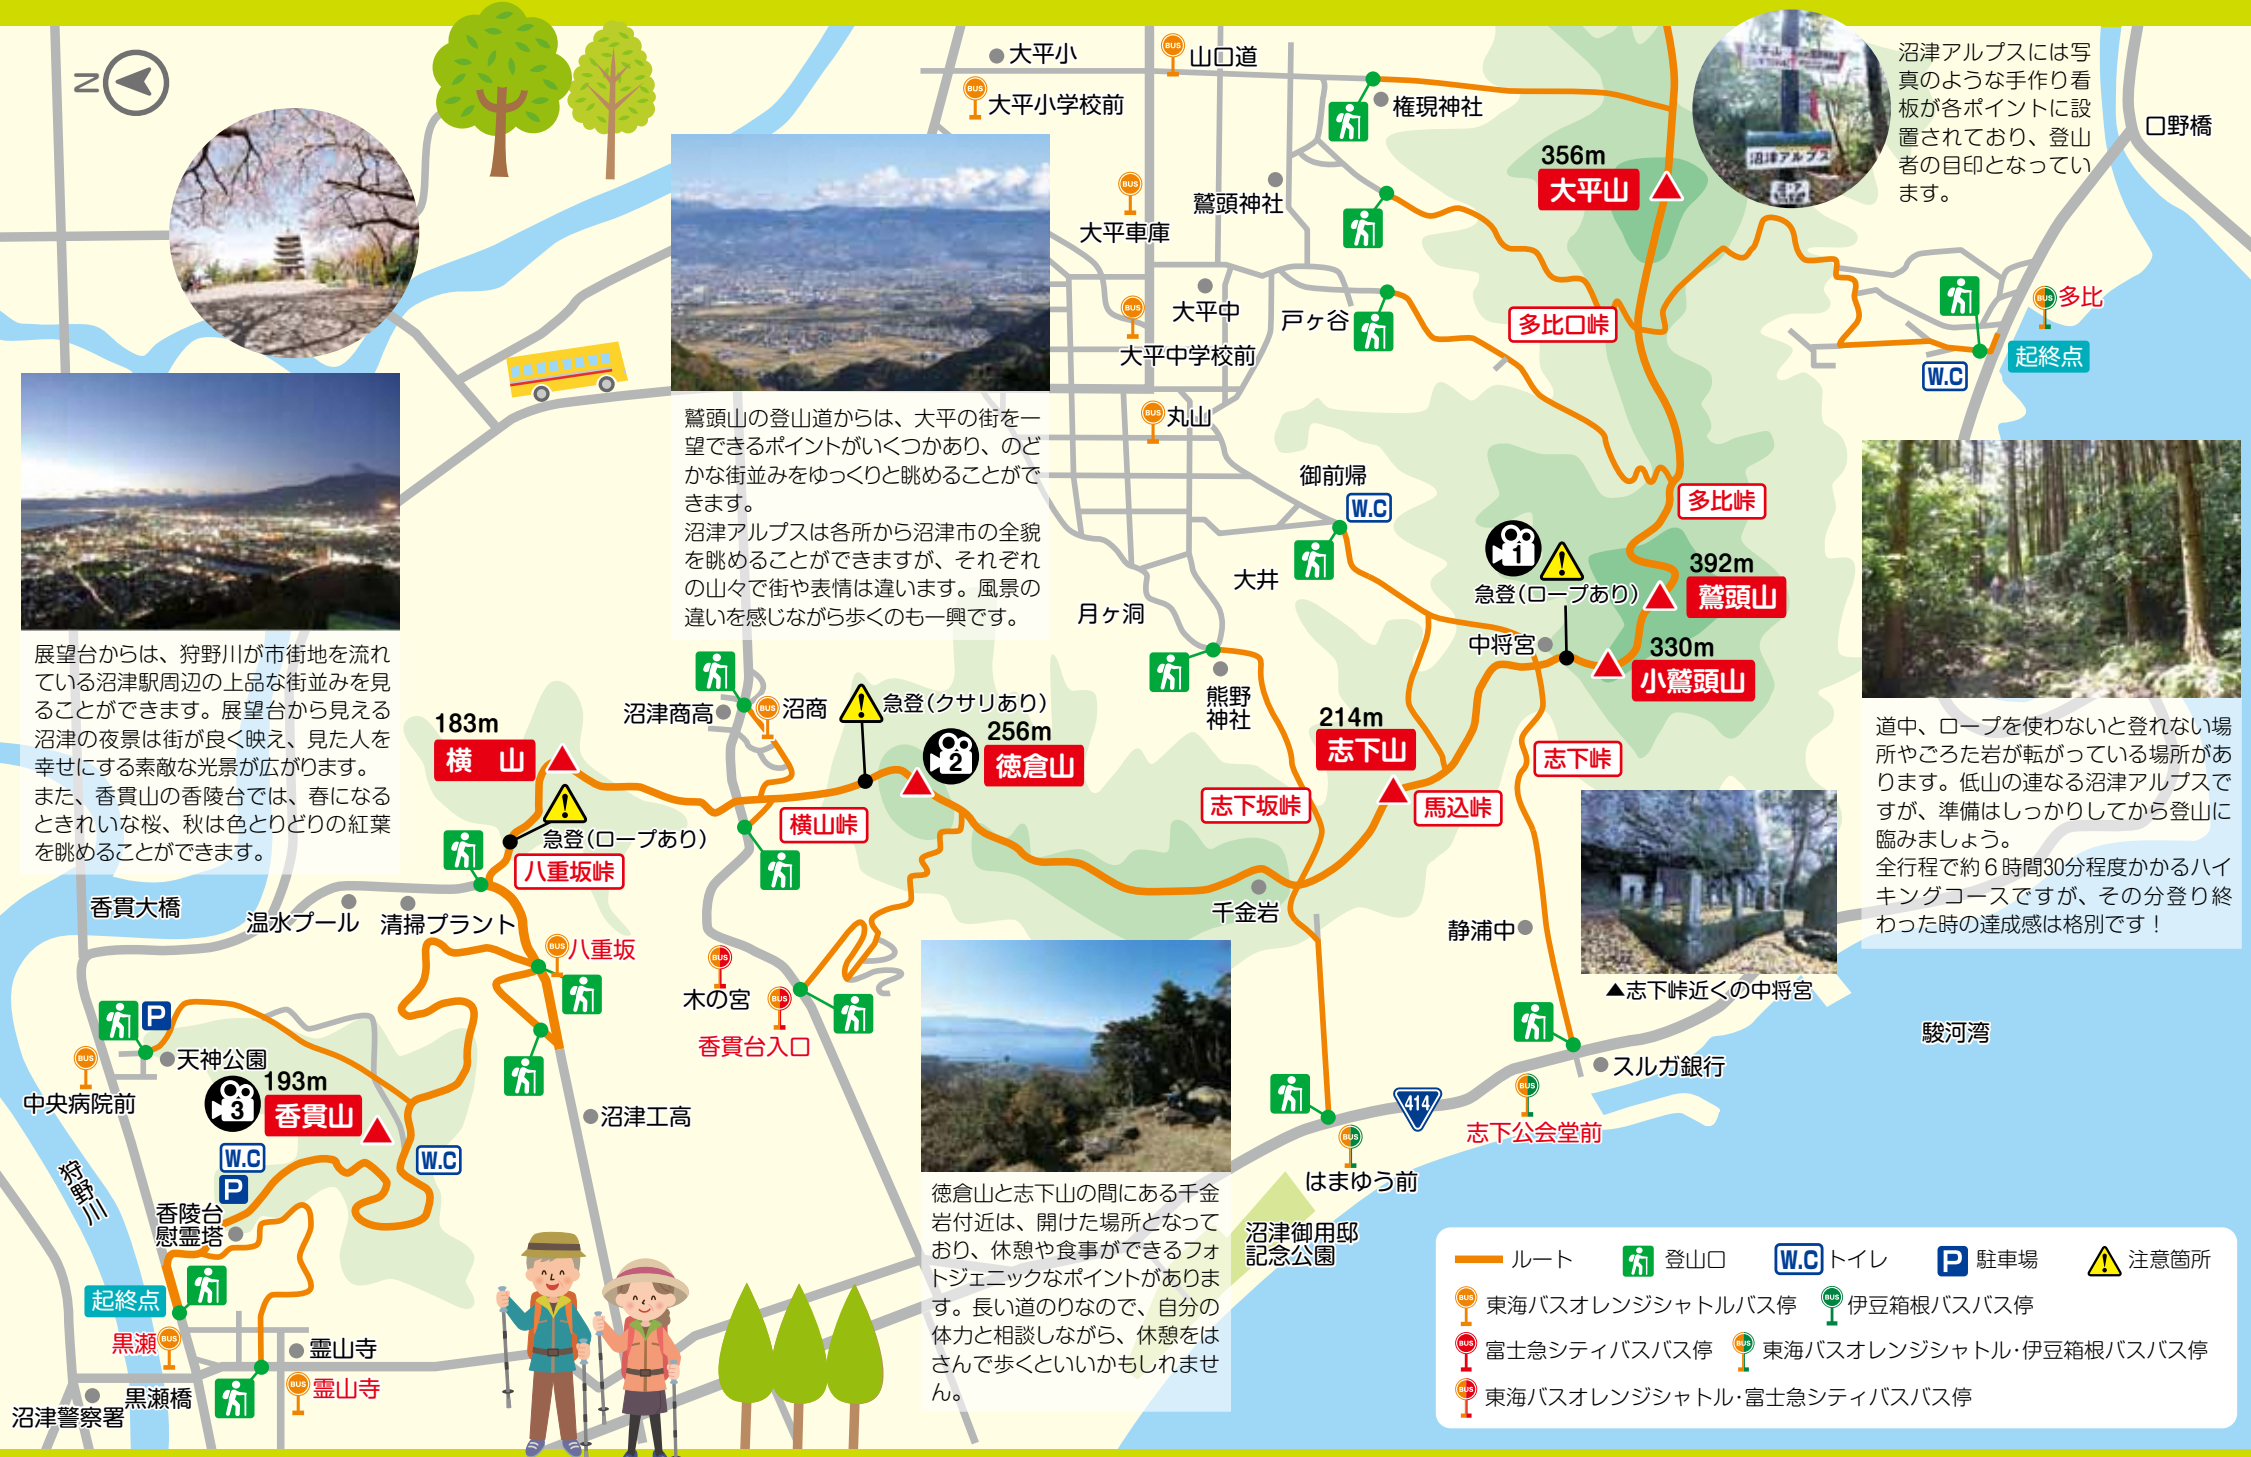 N
大平小
BUS
山口道
BUS
大平小学校前
権現神社
356m
大平山
沼津アルプス
沼津アルプスには写
真のような手作り看
板が各ポイントに設
置されており、登山
者の目印となってい
ます。
口野橋
BUS
大平車庫
鷲頭神社
大平中
BUS
大平中学校前
戸ヶ谷
多比口峠
BUS
多比
起終点
W.C
BUS
丸山
鷲頭山の登山道からは、大平の街を一
望できるポイントがいくつかあり、のど
かな街並みをゆっくりと眺めることがで
きます。
沼津アルプスは各所から沼津市の全貌
を眺めることができますが、それぞれ
の山々で街や表情は違います。風景の
違いを感じながら歩くのも一興です。
御前帰
W.C
多比峠
大井
月ヶ洞
1
急登(ロープあり)
392m
鷲頭山
中将宮
330m
小鷲頭山
展望台からは、狩野川が市街地を流れ
ている沼津駅周辺の上品な街並みを見
ることができます。展望台から見える
沼津の夜景は街が良く映え、見た人を
幸せにする素敵な光景が広がります。
また、香貫山の香陵台では、春になる
ときれいな桜、秋は色とりどりの紅葉
を眺めることができます。
183m
横 山
沼津商高
BUS
沼商
急登(クサリあり)
2
256m
徳倉山
熊野
神社
214m
志下山
志下峠
道中、ロープを使わないと登れない場
所やごろた岩が転がっている場所があ
ります。低山の連なる沼津アルプスで
すが、準備はしっかりしてから登山に
臨みましょう。
全行程で約6時間30分程度かかるハイ
キングコースですが、その分登り終
わった時の達成感は格別です!
急登(ロープあり)
八重坂峠
横山峠
志下坂峠
馬込峠
香貫大橋
温水プール
清掃プラント
千金岩
静浦中
BUS
八重坂
BUS
木の宮
BUS
香貫台入口
▲志下峠近くの中将宮
駿河湾
P
天神公園
BUS
中央病院前
3
193m
香貫山
W.C
P
W.C
狩野川
香陵台
慰霊塔
沼津工高
スルガ銀行
414
BUS
志下公会堂前
BUS
はまゆう前
沼津御用邸
記念公園
徳倉山と志下山の間にある千金
岩付近は、開けた場所となって
おり、休憩や食事ができるフォ
トジェニックなポイントがありま
す。長い道のりなので、自分の
体力と相談しながら、休憩をは
さんで歩くといいかもしれませ
ん。
起終点
黒瀬
BUS
霊山寺
BUS
霊山寺
黒瀬橋
沼津警察署
ルート
登山口
W.C トイレ
P 駐車場
注意箇所
BUS 東海バスオレンジシャトルバス停
BUS 伊豆箱根バスバス停
BUS 富士急シティバスバス停
BUS 東海バスオレンジシャトル・伊豆箱根バスバス停
BUS 東海バスオレンジシャトル・富士急シティバスバス停